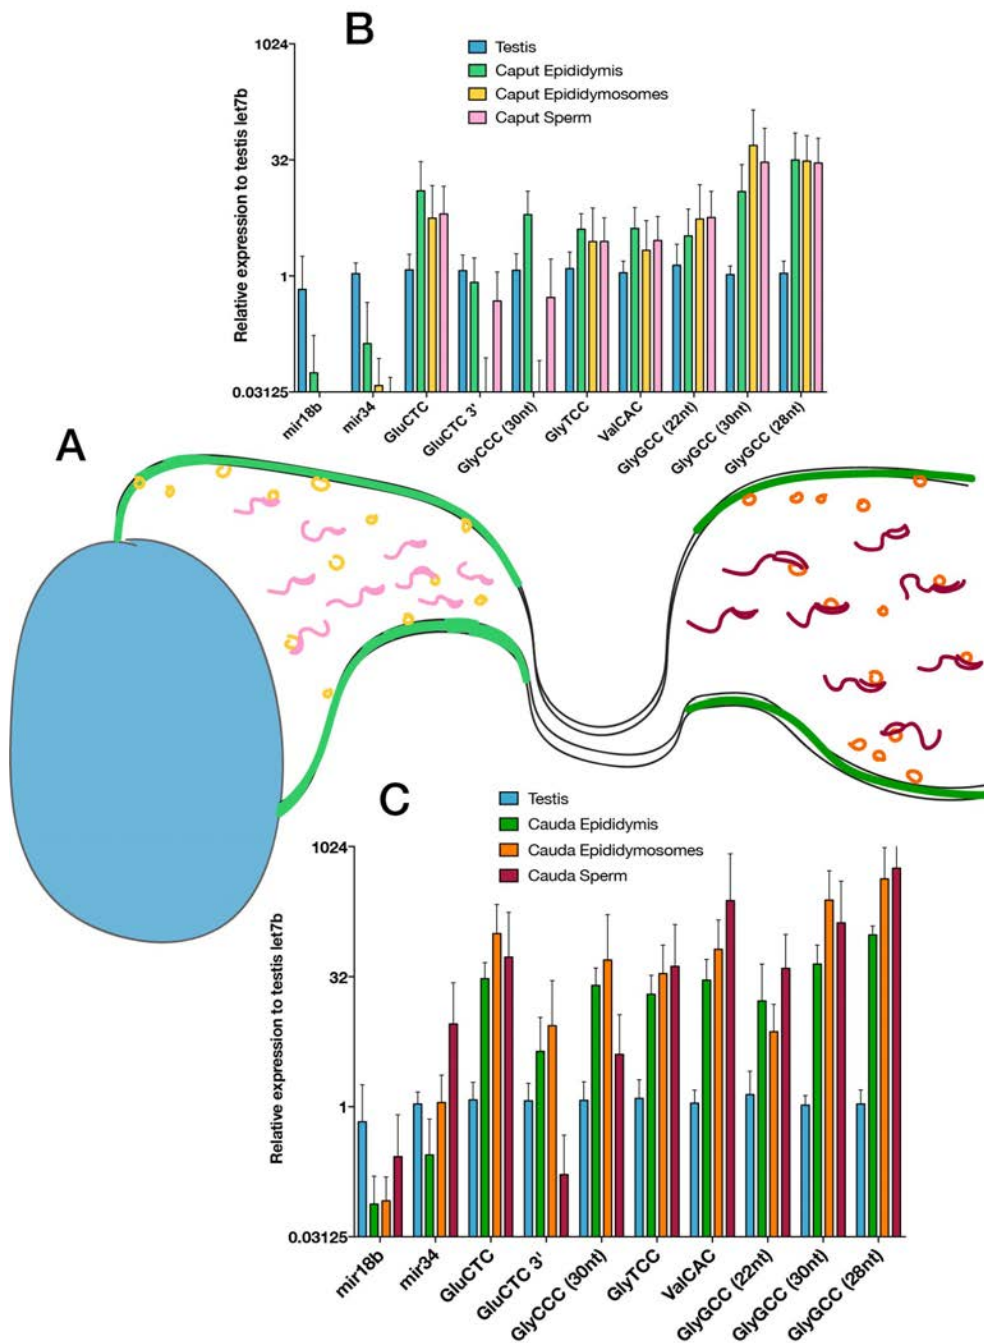 B
1024
32
1
0.03125
Relative expression to testis let7b
Testis
Caput Epididymis
Caput Epididymosomes
Caput Sperm
mir18b
mir34
GluCTC
GluCTC 3'
GlyCCC (30nt)
GlyTCC
ValCAC
GlyGCC (22nt)
GlyGCC (30nt)
GlyGCC (28nt)
A
C
Testis
Cauda Epididymis
Cauda Epididymosomes
Cauda Sperm
1024
32
1
0.03125
Relative expression to testis let7b
mir18b
mir34
GluCTC
GluCTC 3'
GlyCCC (30nt)
GlyTCC
ValCAC
GlyGCC (22nt)
GlyGCC (30nt)
GlyGCC (28nt)